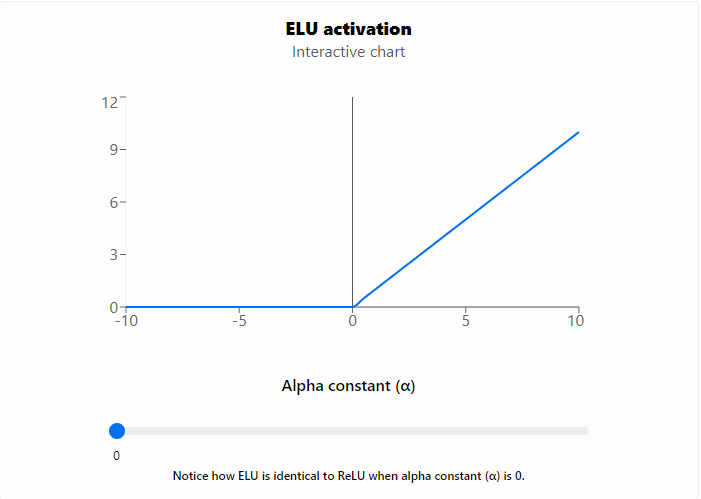 ELU activation
Interactive chart
12
9
6
3
0
-10 -5 0 5 10
Alpha constant (α)
0
Notice how ELU is identical to ReLU when alpha constant (α) is 0.